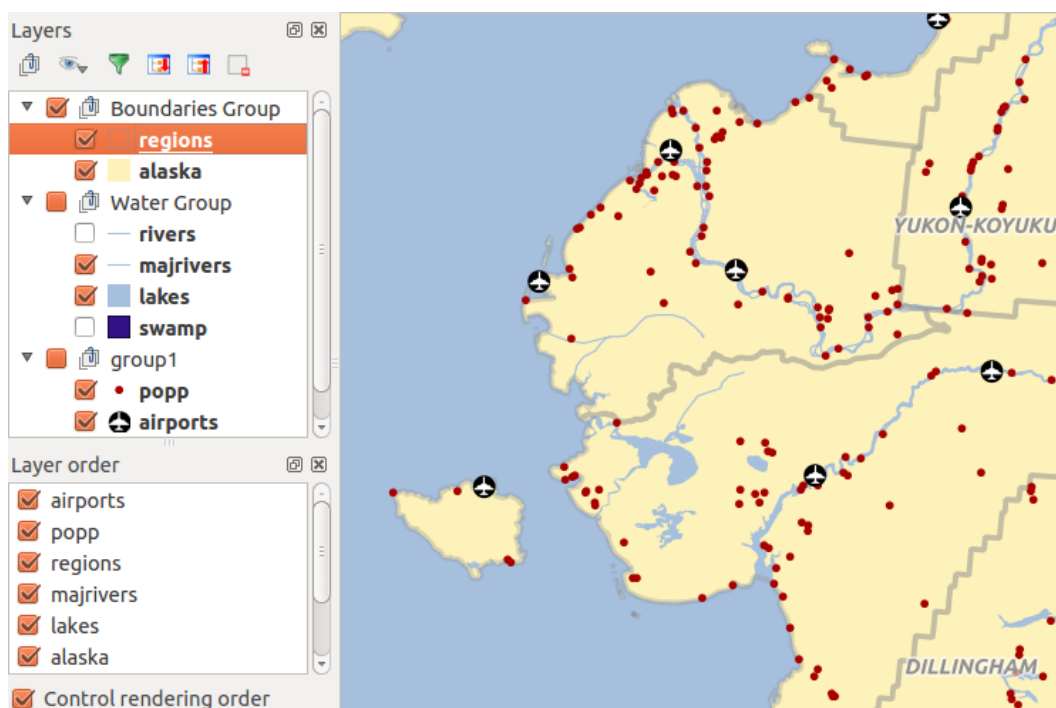 Layers
Boundaries Group
regions
alaska
Water Group
rivers
majrivers
lakes
swamp
group1
popp
airports
Layer order
airports
popp
regions
majrivers
lakes
alaska
Control rendering order
YUKON-KOYUKU
DILLINGHAM